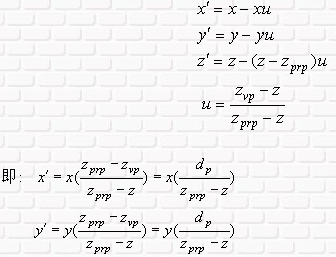 x′ = x − xu
y′ = y − yu
z′ = z − (z − z_prp)u
u = (z_vp − z)/(z_prp − z)
即: x′ = x((z_prp − z_vp)/(z_prp − z)) = x(d_p/(z_prp − z))
y′ = y((z_prp − z_vp)/(z_prp − z)) = y(d_p/(z_prp − z))